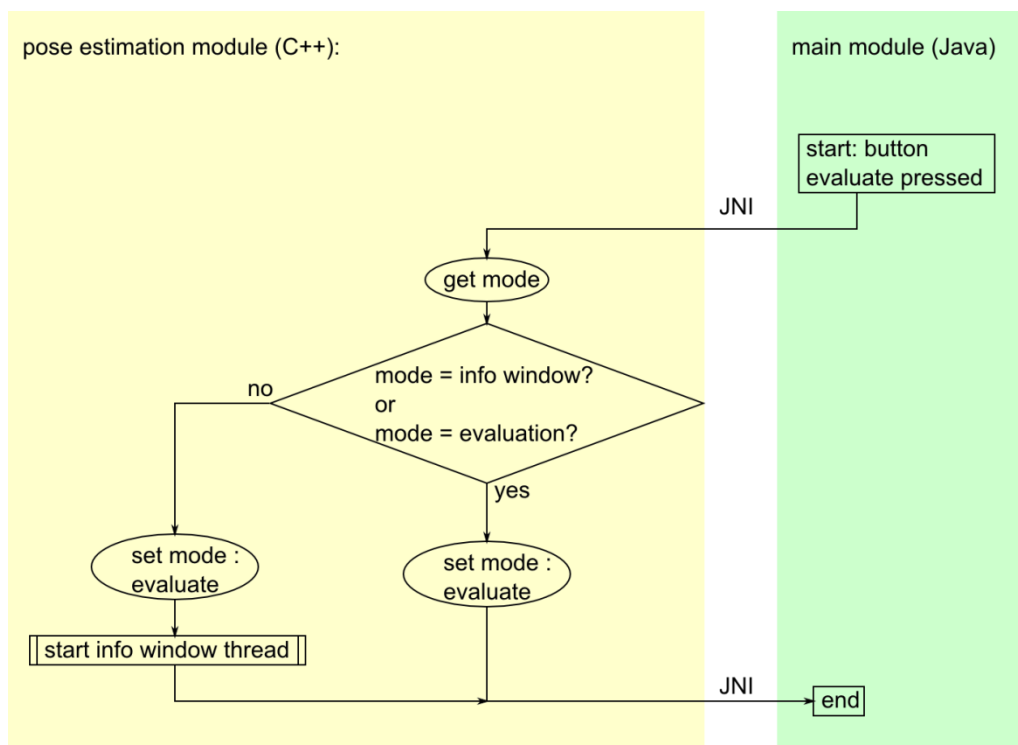 pose estimation module (C++):
main module (Java)
start: button
evaluate pressed
JNI
get mode
mode = info window?
or
mode = evaluation?
no
yes
set mode :
evaluate
set mode :
evaluate
start info window thread
JNI
end